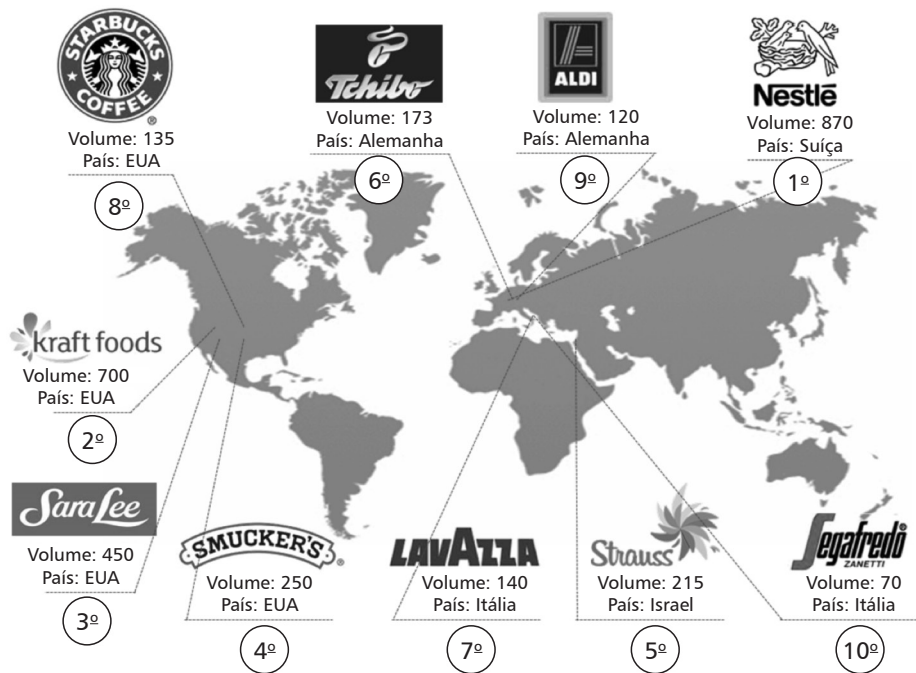 STARBUCKS
COFFEE
®
Volume: 135
País: EUA
8º
Tchibo
Volume: 173
País: Alemanha
6º
ALDI
Volume: 120
País: Alemanha
9º
Nestlé
Volume: 870
País: Suíça
1º
kraft foods
Volume: 700
País: EUA
2º
Sara Lee
Volume: 450
País: EUA
3º
SMUCKER'S®
Volume: 250
País: EUA
4º
LAVAZZA
Volume: 140
País: Itália
7º
Strauss
Volume: 215
País: Israel
5º
Segafredo
ZANETTI
Volume: 70
País: Itália
10º